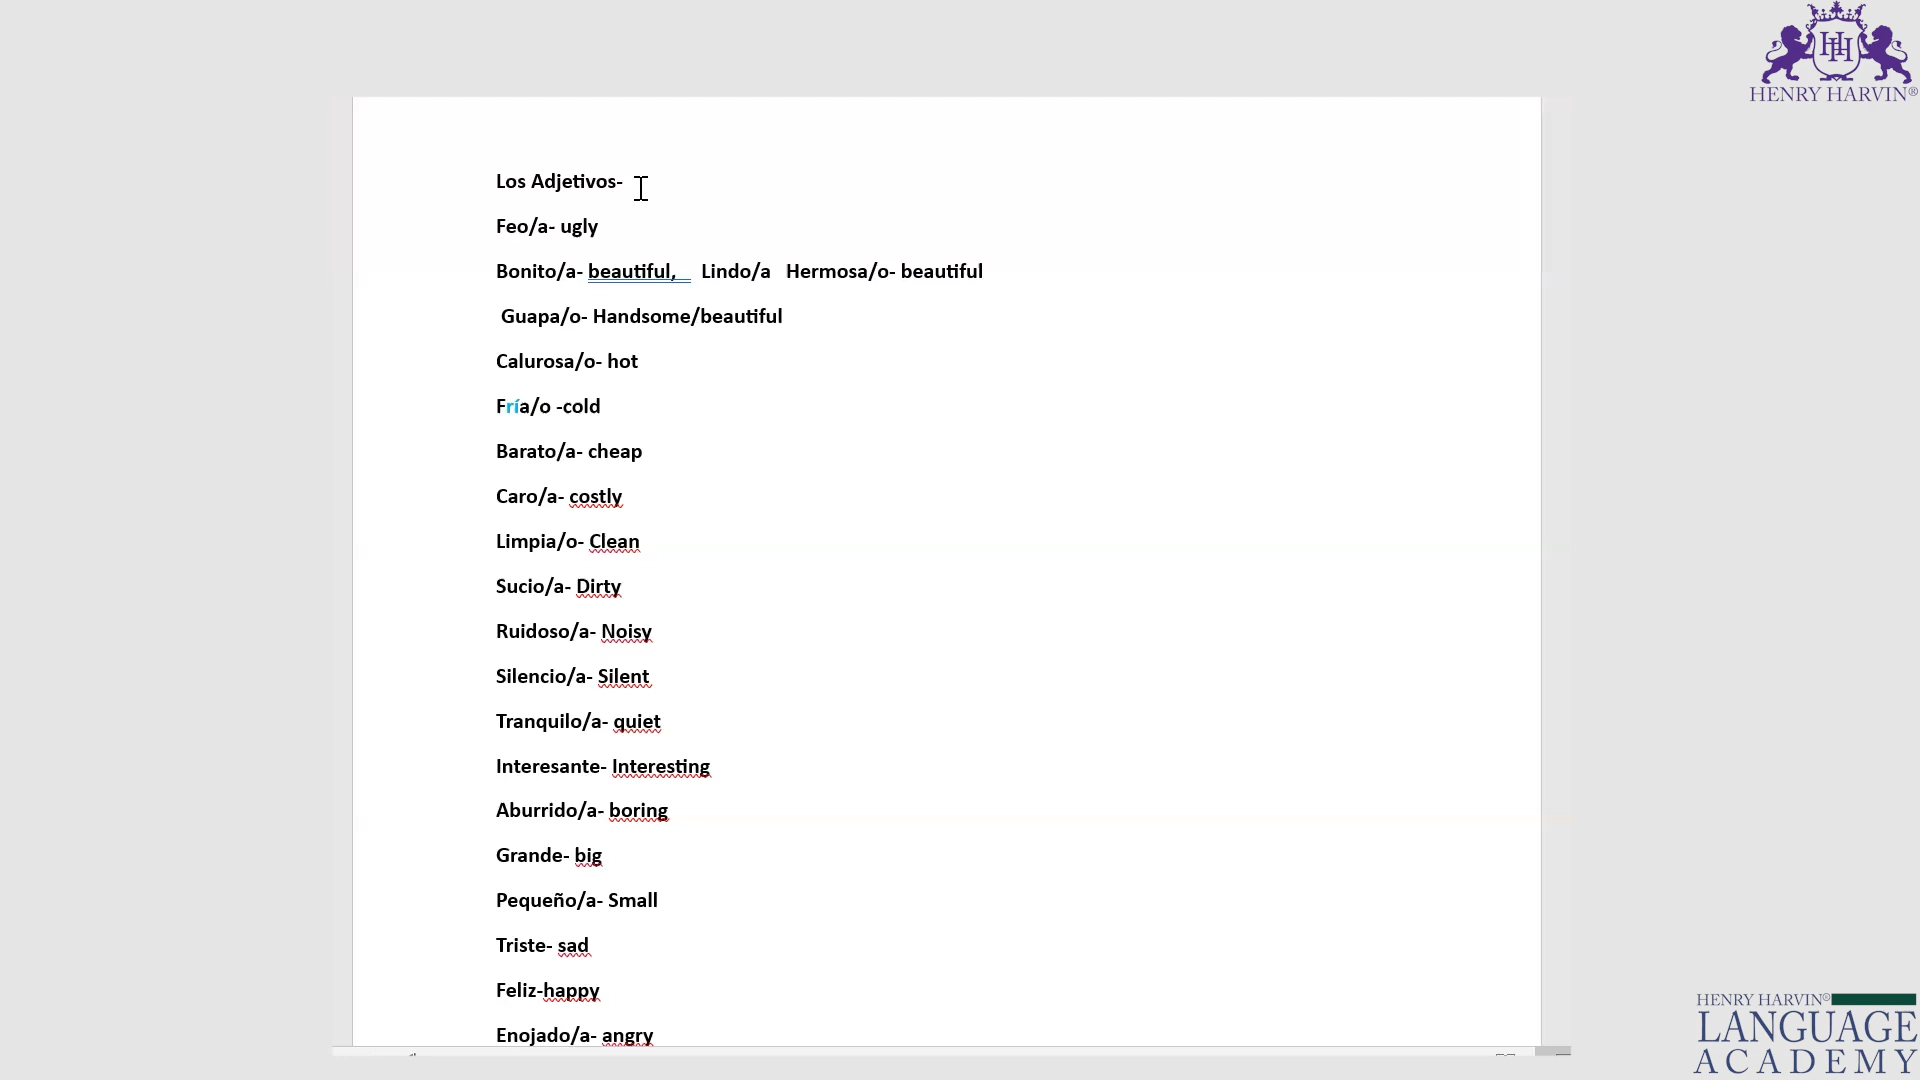 HH
HENRY HARVIN®
Los Adjetivos-
Feo/a- ugly
Bonito/a- beautiful, Lindo/a Hermosa/o- beautiful
Guapa/o- Handsome/beautiful
Calurosa/o- hot
Fría/o -cold
Barato/a- cheap
Caro/a- costly
Limpia/o- Clean
Sucio/a- Dirty
Ruidoso/a- Noisy
Silencio/a- Silent
Tranquilo/a- quiet
Interesante- Interesting
Aburrido/a- boring
Grande- big
Pequeño/a- Small
Triste- sad
Feliz-happy
Enojado/a- angry
HENRY HARVIN®
LANGUAGE
ACADEMY